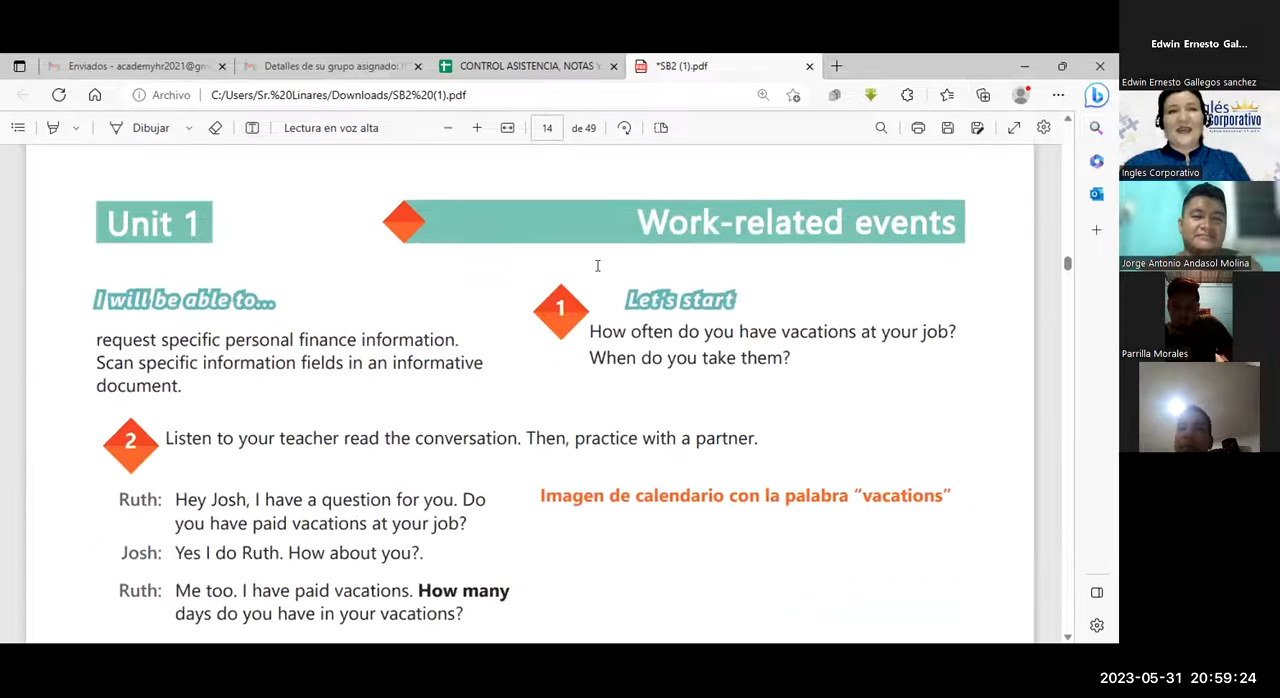 Enviados - academyhr2021@gm
Detalles de su grupo asignado:
CONTROL ASISTENCIA, NOTAS
*SB2 (1).pdf
Archivo
C:/Users/Sr.%20Linares/Downloads/SB2%20(1).pdf
Dibujar
Lectura en voz alta
14
de 49
Unit 1
Work-related events
I will be able to...
request specific personal finance information.
Scan specific information fields in an informative
document.
1
Let's start
How often do you have vacations at your job?
When do you take them?
2
Listen to your teacher read the conversation. Then, practice with a partner.
Ruth: Hey Josh, I have a question for you. Do
you have paid vacations at your job?
Josh: Yes I do Ruth. How about you?.
Ruth: Me too. I have paid vacations. How many
days do you have in your vacations?
Imagen de calendario con la palabra “vacations”
Edwin Ernesto Gal...
Edwin Ernesto Gallegos sanchez
glés
Corporativo
Ingles Corporativo
Jorge Antonio Andasol Molina
Parrilla Morales
2023-05-31 20:59:24